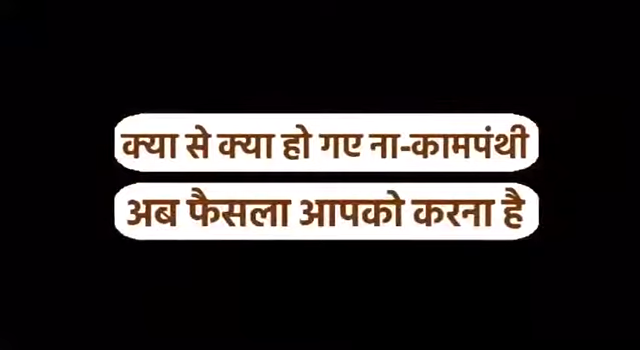 क्या से क्या हो गए ना-कामपंथी
अब फैसला आपको करना है